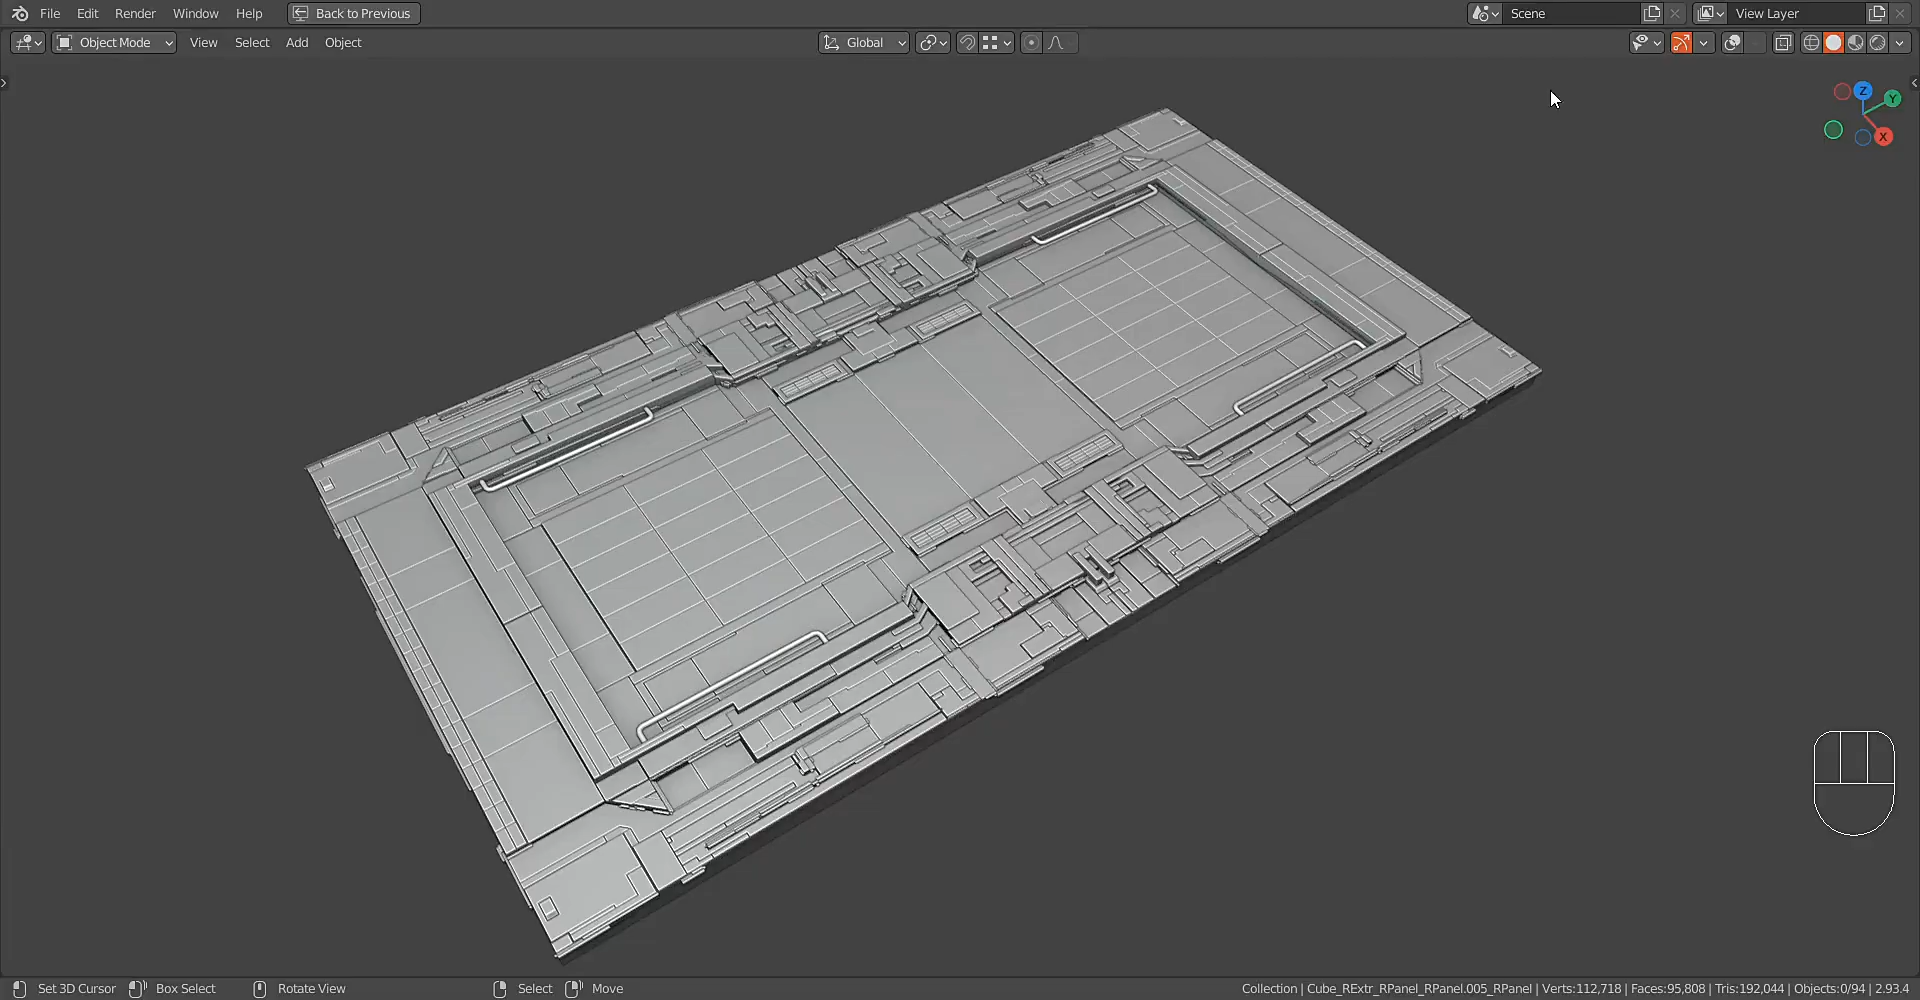 File Edit Render Window Help Back to Previous Scene View Layer
Object Mode View Select Add Object Global
Z
Y
X
Set 3D Cursor Box Select Rotate View Select Move Collection | Cube_RExtr_RPanel_RPanel.005_RPanel | Verts:112,718 | Faces:95,808 | Tris:192,044 | Objects:0/94 | 2.93.4